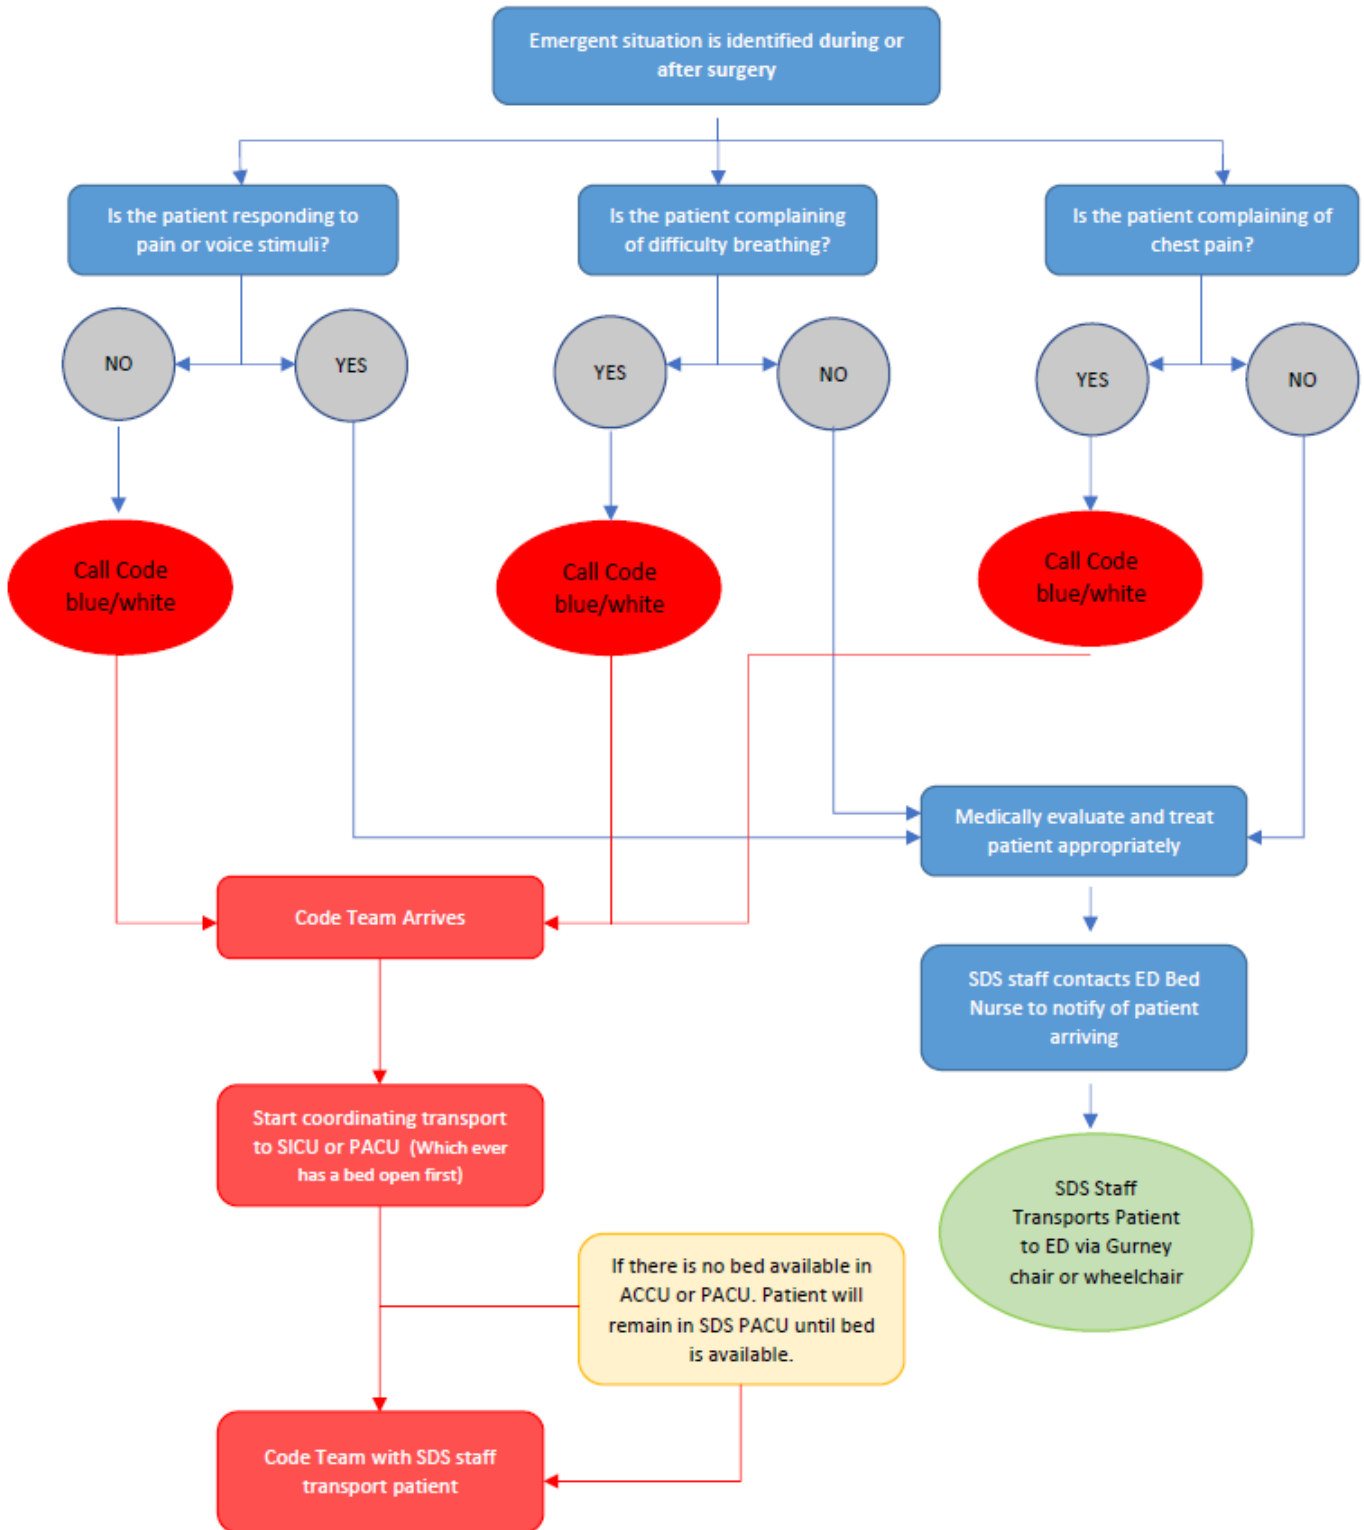 Emergent situation is identified during or
after surgery
Is the patient responding to
pain or voice stimuli?
Is the patient complaining
of difficulty breathing?
Is the patient complaining of
chest pain?
NO
YES
YES
NO
YES
NO
Call Code
blue/white
Call Code
blue/white
Call Code
blue/white
Medically evaluate and treat
patient appropriately
Code Team Arrives
SDS staff contacts ED Bed
Nurse to notify of patient
arriving
Start coordinating transport
to SICU or PACU (Which ever
has a bed open first)
SDS Staff
Transports Patient
to ED via Gurney
chair or wheelchair
If there is no bed available in
ACCU or PACU. Patient will
remain in SDS PACU until bed
is available.
Code Team with SDS staff
transport patient